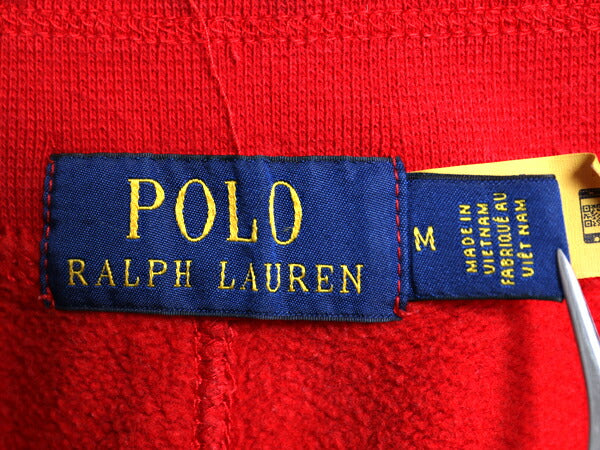 POLO
RALPH LAUREN
M
MADE IN
VIETNAM
FABRIQUÉ AU
VIÊT NAM